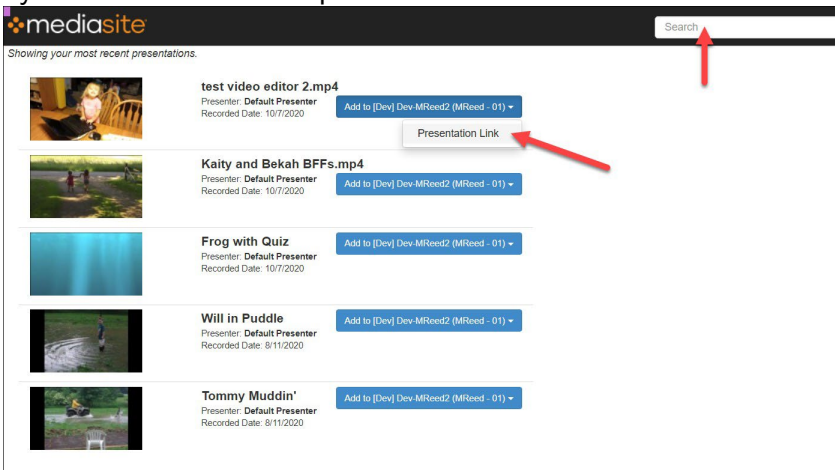 mediasite
Search
Showing your most recent presentations.
test video editor 2.mp4
Presenter: Default Presenter
Recorded Date: 10/7/2020
Add to [Dev] Dev-MReed2 (MReed - 01)
Presentation Link
Kaity and Bekah BFFs.mp4
Presenter: Default Presenter
Recorded Date: 10/7/2020
Add to [Dev] Dev-MReed2 (MReed - 01)
Frog with Quiz
Presenter: Default Presenter
Recorded Date: 10/7/2020
Add to [Dev] Dev-MReed2 (MReed - 01)
Will in Puddle
Presenter: Default Presenter
Recorded Date: 8/11/2020
Add to [Dev] Dev-MReed2 (MReed - 01)
Tommy Muddin'
Presenter: Default Presenter
Recorded Date: 8/11/2020
Add to [Dev] Dev-MReed2 (MReed - 01)